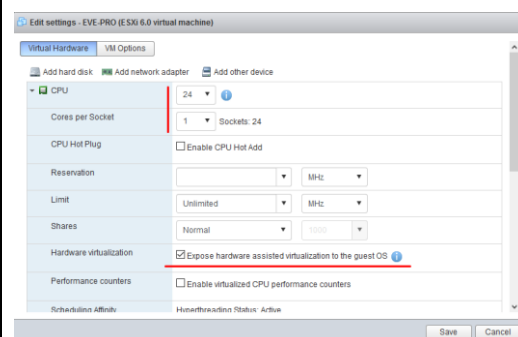 Edit settings - EVE-PRO (ESXi 6.0 virtual machine)
Virtual Hardware VM Options
Add hard disk Add network adapter Add other device
CPU 24
Cores per Socket 1 Sockets: 24
CPU Hot Plug Enable CPU Hot Add
Reservation MHz
Limit Unlimited MHz
Shares Normal 1000
Hardware virtualization Expose hardware assisted virtualization to the guest OS
Performance counters Enable virtualized CPU performance counters
Scheduling Affinity Hyperthreading Status: Active
Save Cancel